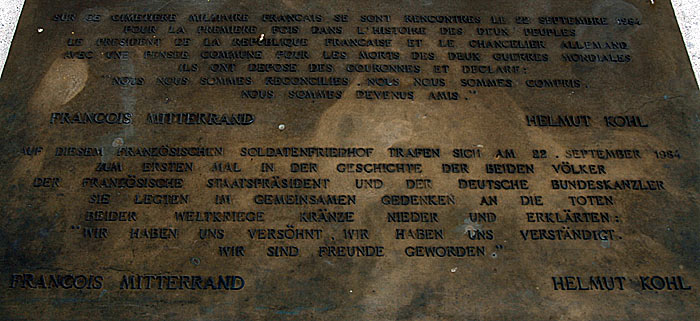 SUR CE CIMETIERE MILITAIRE FRANCAIS SE SONT RENCONTRES LE 22 SEPTEMBRE 1984
POUR LA PREMIERE FOIS DANS L'HISTOIRE DES DEUX PEUPLES
LE PRESIDENT DE LA REPUBLIQUE FRANCAISE ET LE CHANCELIER ALLEMAND
AVEC UNE PENSEE COMMUNE POUR LES MORTS DES DEUX GUERRES MONDIALES
ILS ONT DEPOSE DES COURONNES ET DECLARE :
"NOUS NOUS SOMMES RECONCILIES . NOUS NOUS SOMMES COMPRIS .
NOUS SOMMES DEVENUS AMIS ."
FRANCOIS MITTERRAND HELMUT KOHL
AUF DIESEM FRANZÖSISCHEN SOLDATENFRIEDHOF TRAFEN SICH AM 22 . SEPTEMBER 1984
ZUM ERSTEN MAL IN DER GESCHICHTE DER BEIDEN VÖLKER
DER FRANZÖSISCHE STAATSPRÄSIDENT UND DER DEUTSCHE BUNDESKANZLER
SIE LEGTEN IM GEMEINSAMEN GEDENKEN AN DIE TOTEN
BEIDER WELTKRIEGE KRÄNZE NIEDER UND ERKLÄRTEN :
"WIR HABEN UNS VERSÖHNT . WIR HABEN UNS VERSTÄNDIGT .
WIR SIND FREUNDE GEWORDEN ."
FRANCOIS MITTERRAND HELMUT KOHL